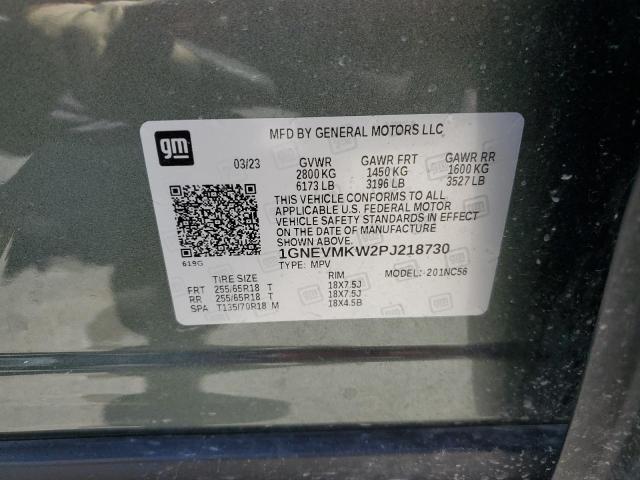 gm
MFD BY GENERAL MOTORS LLC
03/23 GVWR GAWR FRT GAWR RR
2800 KG 1450 KG 1600 KG
6173 LB 3196 LB 3527 LB
THIS VEHICLE CONFORMS TO ALL
APPLICABLE U.S. FEDERAL MOTOR
VEHICLE SAFETY STANDARDS IN EFFECT
ON THE DATE OF MANUFACTURE
SHOWN ABOVE.
1GNEVMKW2PJ218730
619G
TYPE: MPV MODEL: 201NC56
TIRE SIZE RIM
FRT 255/65R18 T 18X7.5J
RR 255/65R18 T 18X7.5J
SPA T135/70R18 M 18X4.5B